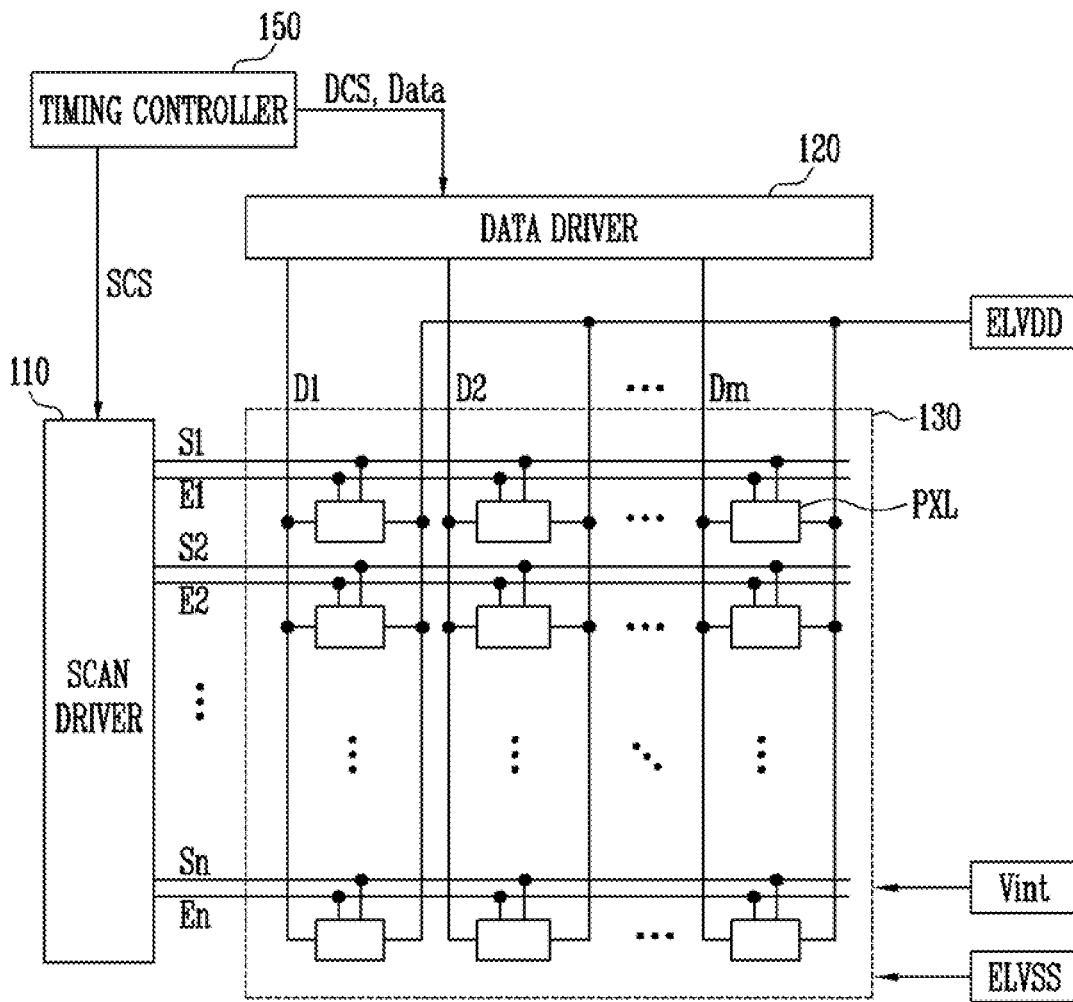 150
TIMING CONTROLLER
DCS, Data
120
DATA DRIVER
SCS
ELVDD
110
D1
D2
Dm
130
S1
E1
PXL
S2
E2
SCAN
DRIVER
Sn
En
Vint
ELVSS